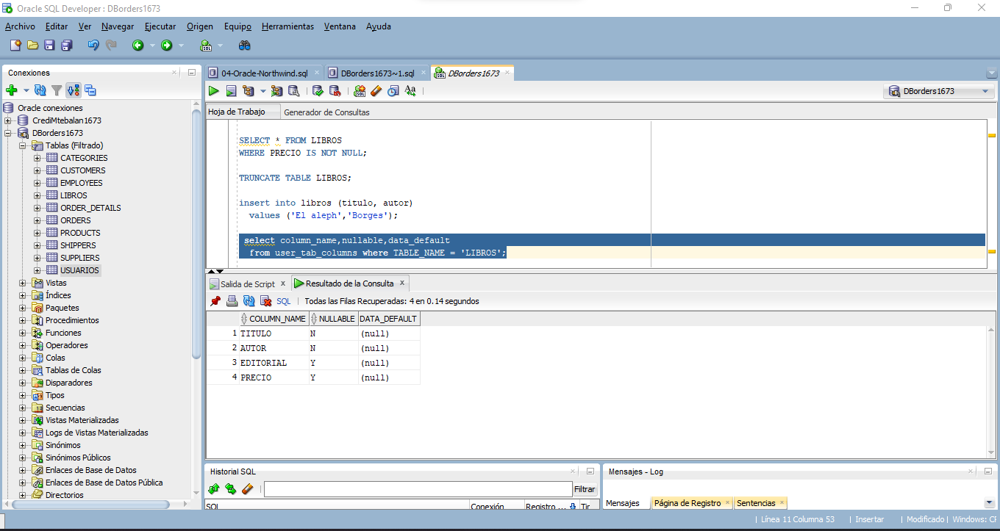 Oracle SQL Developer : DBorders1673
Archivo Editar Ver Navegar Ejecutar Origen Equipo Herramientas Ventana Ayuda
Conexiones
Oracle conexiones
CrediMtebalan1673
DBorders1673
Tablas (Filtrado)
CATEGORIES
CUSTOMERS
EMPLOYEES
LIBROS
ORDER_DETAILS
ORDERS
PRODUCTS
SHIPPERS
SUPPLIERS
USUARIOS
Vistas
Índices
Paquetes
Procedimientos
Funciones
Operadores
Colas
Tablas de Colas
Disparadores
Tipos
Secuencias
Vistas Materializadas
Logs de Vistas Materializadas
Sinónimos
Sinónimos Públicos
Enlaces de Base de Datos
Enlaces de Base de Datos Pública
Directorios
04-Oracle-Northwind.sql DBorders1673~1.sql DBorders1673
DBorders1673
Hoja de Trabajo Generador de Consultas
SELECT * FROM LIBROS
WHERE PRECIO IS NOT NULL;
TRUNCATE TABLE LIBROS;
insert into libros (titulo, autor)
values ('El aleph','Borges');
select column_name,nullable,data_default
from user_tab_columns where TABLE_NAME = 'LIBROS';
Salida de Script Resultado de la Consulta
SQL Todas las Filas Recuperadas: 4 en 0.14 segundos
COLUMN_NAME NULLABLE DATA_DEFAULT
1 TITULO N (null)
2 AUTOR N (null)
3 EDITORIAL Y (null)
4 PRECIO Y (null)
Historial SQL
Filtrar
SQL Conexión Registro ... Tir
Mensajes - Log
Mensajes Página de Registro Sentencias
Línea 11 Columna 53 Insertar Modificado Windows: CF